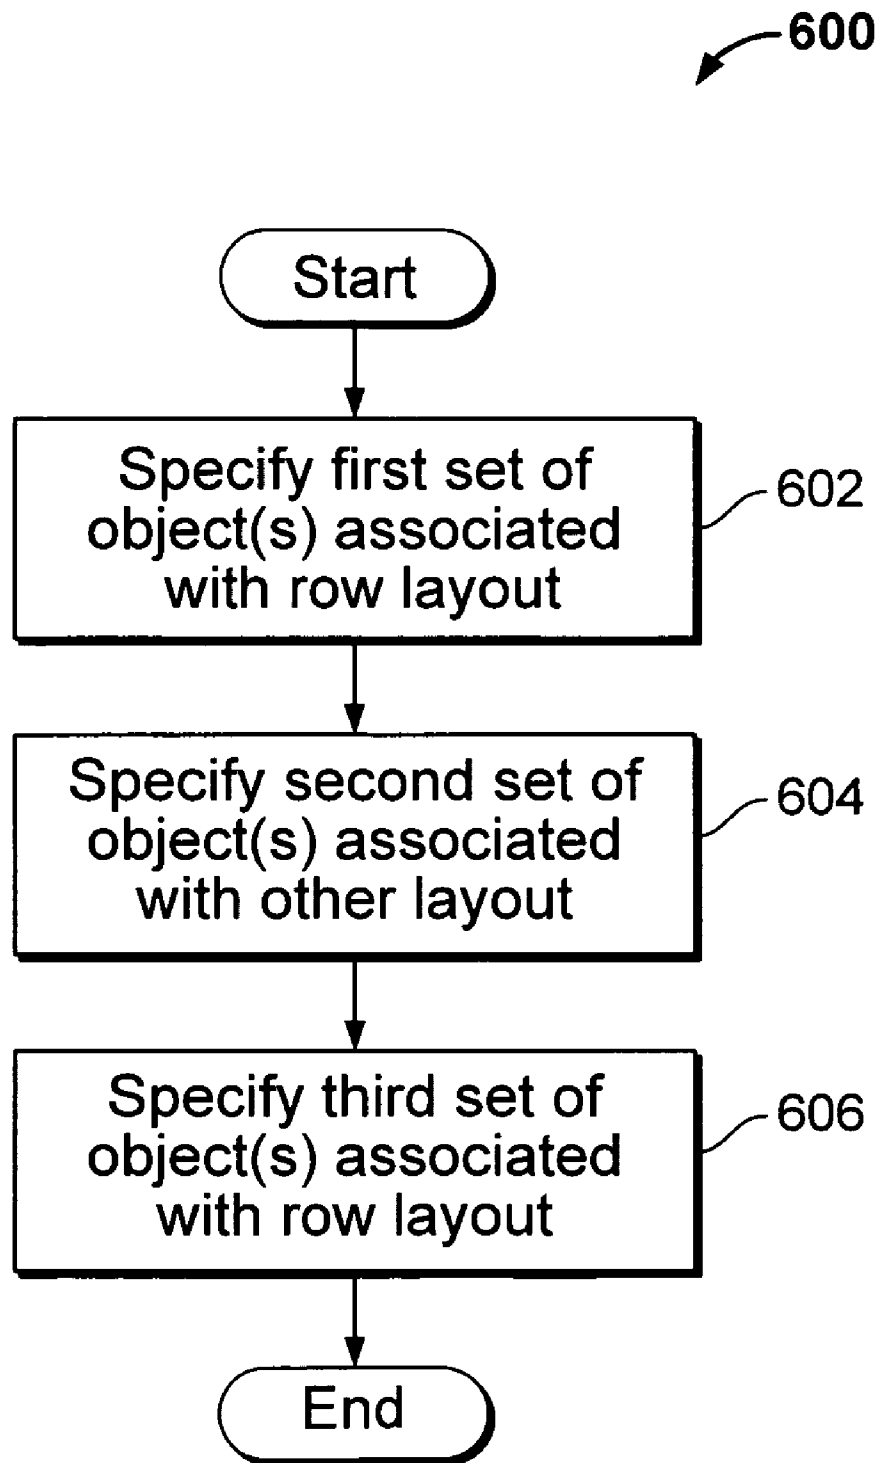 600
Start
Specify first set of
object(s) associated
with row layout
602
Specify second set of
object(s) associated
with other layout
604
Specify third set of
object(s) associated
with row layout
606
End